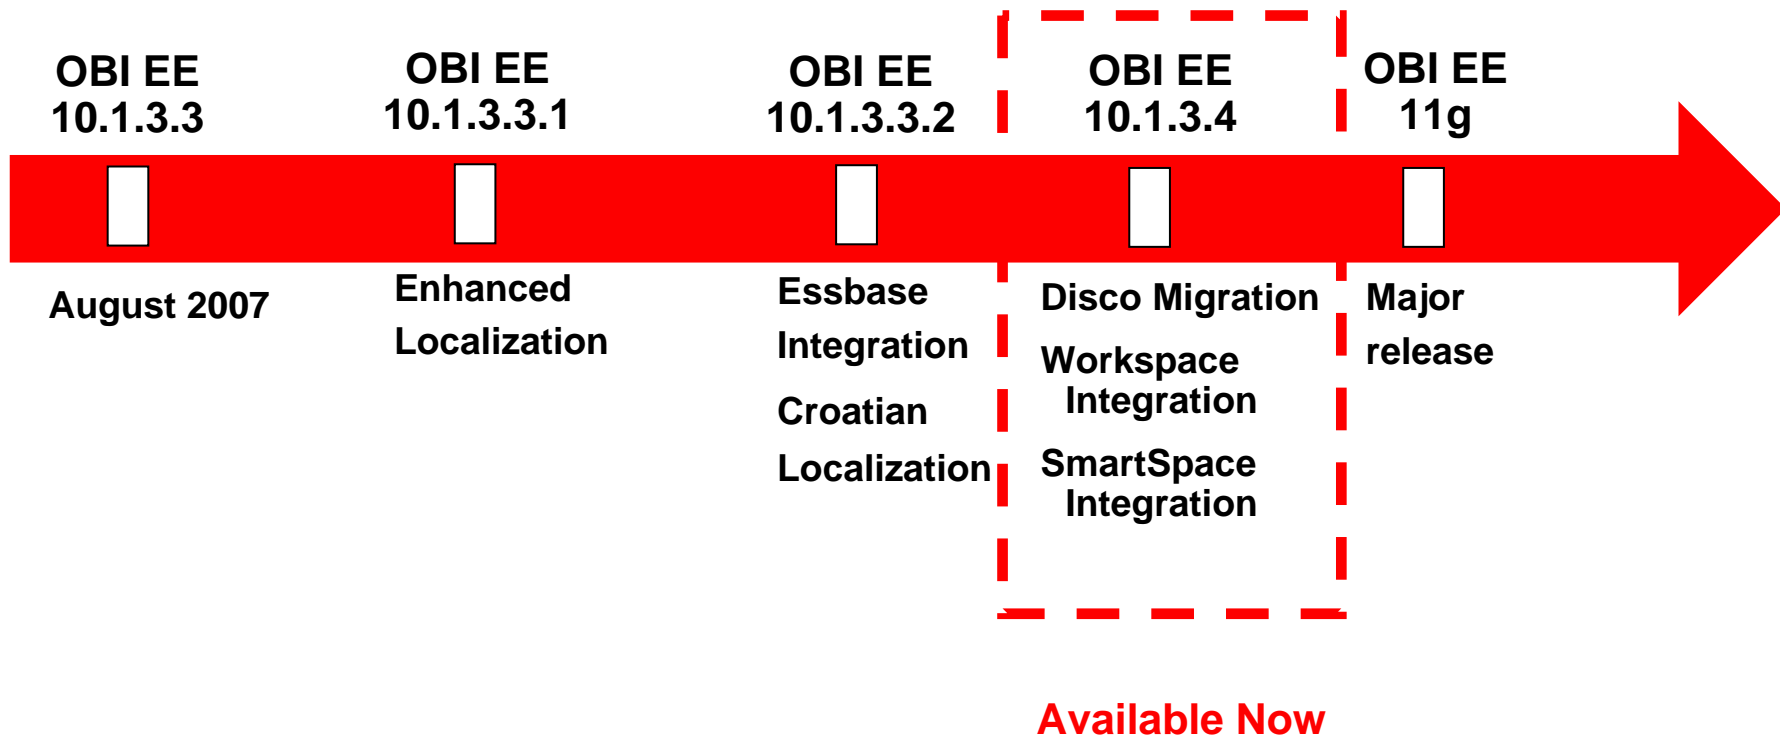 OBI EE
10.1.3.3
August 2007
OBI EE
10.1.3.3.1
Enhanced
Localization
OBI EE
10.1.3.3.2
Essbase
Integration
Croatian
Localization
OBI EE
10.1.3.4
Disco Migration
Workspace
Integration
SmartSpace
Integration
OBI EE
11g
Major
release
Available Now